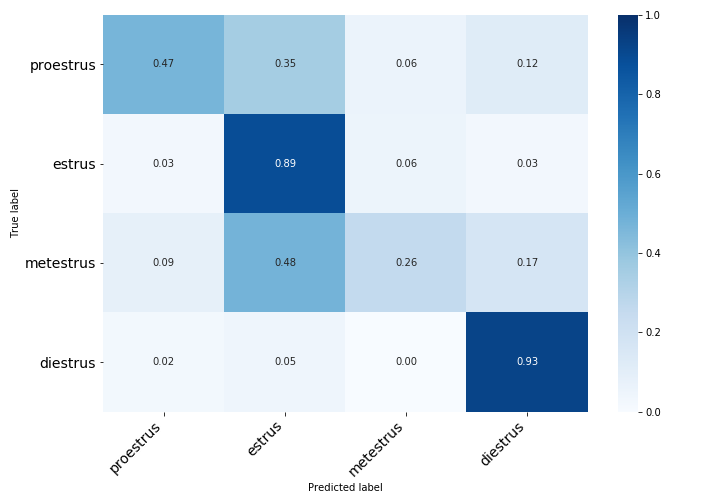 proestrus 0.47 0.35 0.06 0.12
estrus 0.03 0.89 0.06 0.03
metestrus 0.09 0.48 0.26 0.17
diestrus 0.02 0.05 0.00 0.93
True label
proestrus estrus metestrus diestrus
Predicted label
1.0
0.8
0.6
0.4
0.2
0.0